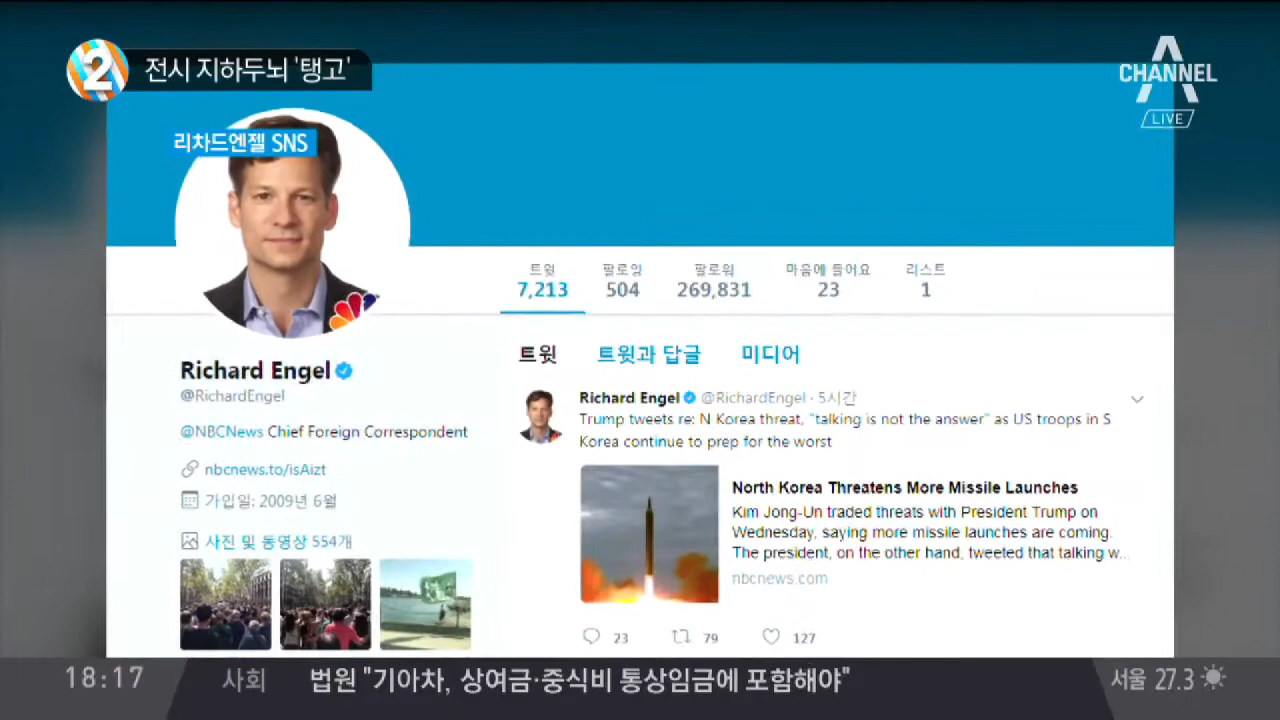 2 전시 지하두뇌 '탱고'
CHANNEL A
LIVE
리차드엔젤 SNS
트윗 팔로잉 팔로워 마음에 들어요 리스트
7,213 504 269,831 23 1
Richard Engel
@RichardEngel
@NBCNews Chief Foreign Correspondent
nbcnews.to/isAizt
가입일: 2009년 6월
사진 및 동영상 554개
트윗 트윗과 답글 미디어
Richard Engel @RichardEngel · 5시간
Trump tweets re: N Korea threat, "talking is not the answer" as US troops in S
Korea continue to prep for the worst
North Korea Threatens More Missile Launches
Kim Jong-Un traded threats with President Trump on
Wednesday, saying more missile launches are coming.
The president, on the other hand, tweeted that talking w...
nbcnews.com
23 79 127
18:17 사회 법원 "기아차, 상여금·중식비 통상임금에 포함해야" 서울 27.3